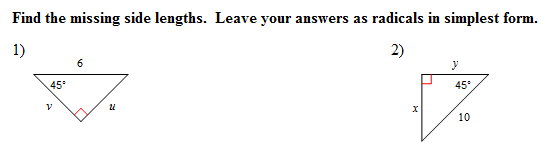 Find the missing side lengths. Leave your answers as radicals in simplest form.
1)
6
45°
v
u
2)
y
45°
x
10